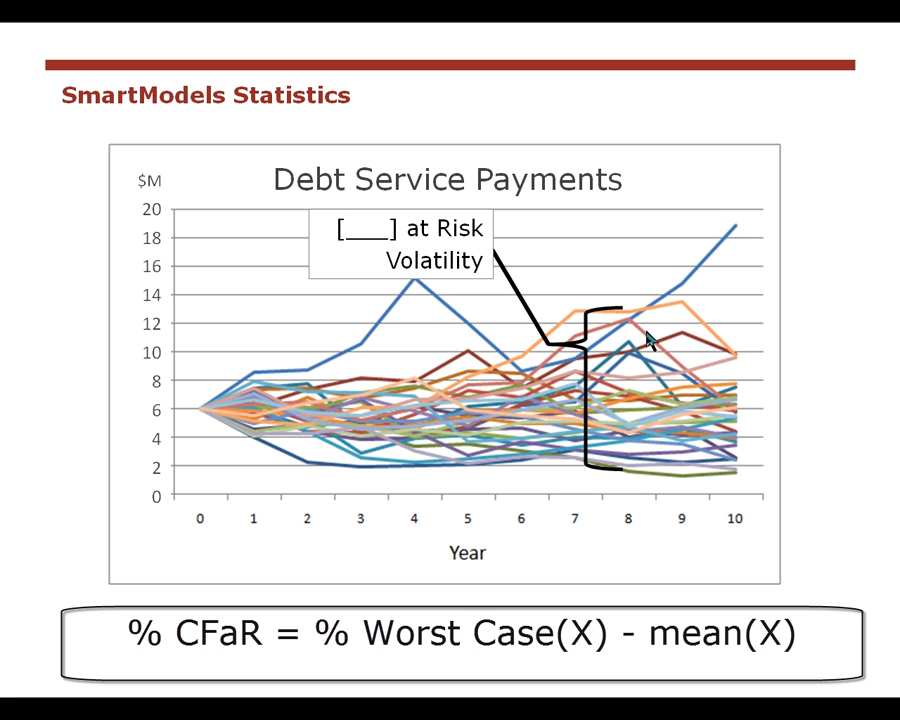 SmartModels Statistics
Debt Service Payments
$M
[___] at Risk
Volatility
20
18
16
14
12
10
8
6
4
2
0
0 1 2 3 4 5 6 7 8 9 10
Year
% CFaR = % Worst Case(X) - mean(X)